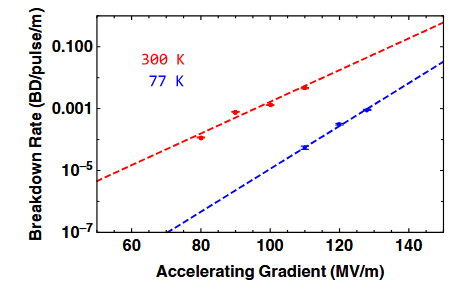 Breakdown Rate (BD/pulse/m)
0.100
0.001
10⁻⁵
10⁻⁷
300 K
77 K
60 80 100 120 140
Accelerating Gradient (MV/m)